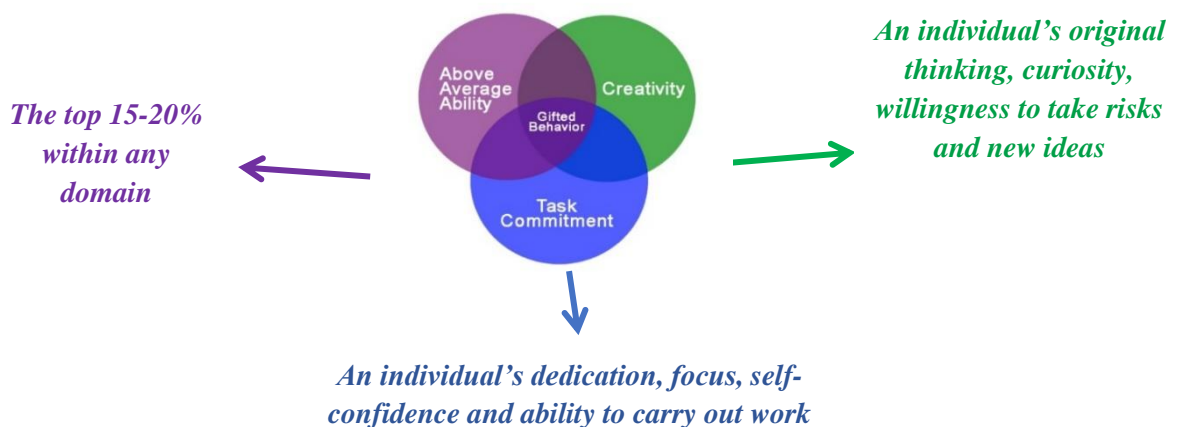 The top 15-20%
within any
domain
Above
Average
Ability
Creativity
Gifted
Behavior
Task
Commitment
An individual’s original
thinking, curiosity,
willingness to take risks
and new ideas
An individual’s dedication, focus, self-
confidence and ability to carry out work